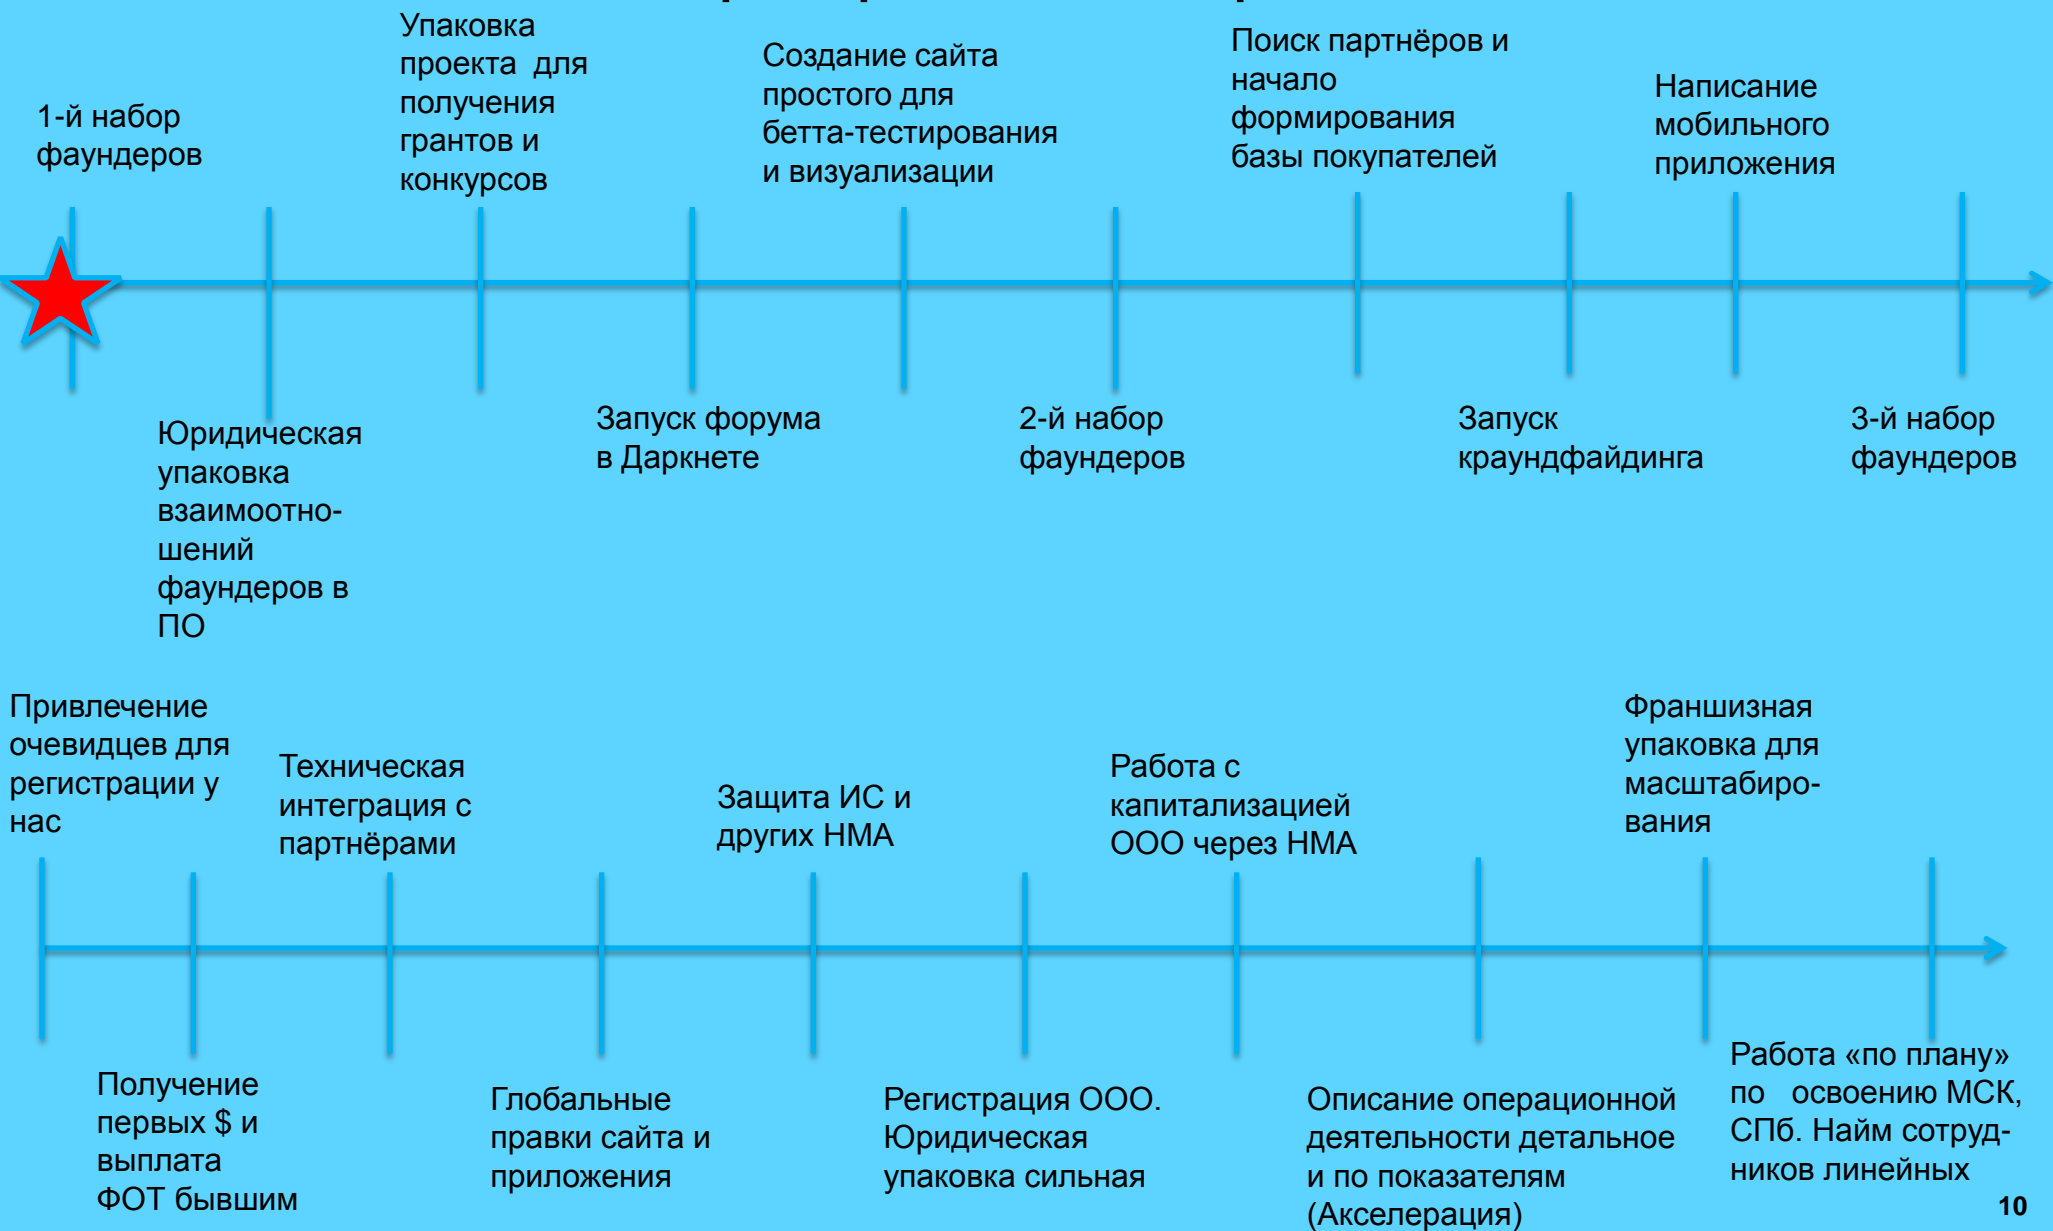 1-й набор
фаундеров
Юридическая
упаковка
взаимоотно-
шений
фаундеров в
ПО
Упаковка
проекта для
получения
грантов и
конкурсов
Запуск форума
в Даркнете
Создание сайта
простого для
бетта-тестирования
и визуализации
2-й набор
фаундеров
Поиск партнёров и
начало
формирования
базы покупателей
Запуск
краундфайдинга
Написание
мобильного
приложения
3-й набор
фаундеров
Привлечение
очевидцев для
регистрации у
нас
Получение
первых $ и
выплата
ФОТ бывшим
Техническая
интеграция с
партнёрами
Глобальные
правки сайта и
приложения
Защита ИС и
других НМА
Регистрация ООО.
Юридическая
упаковка сильная
Работа с
капитализацией
ООО через НМА
Описание операционной
деятельности детальное
и по показателям
(Акселерация)
Франшизная
упаковка для
масштабиро-
вания
Работа «по плану»
по освоению МСК,
СПб. Найм сотруд-
ников линейных
10